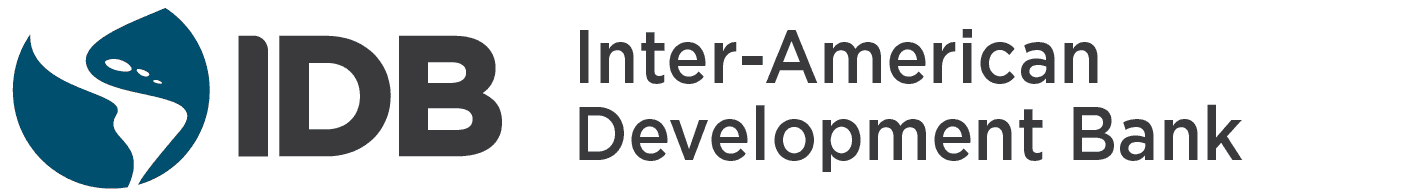 IDB
Inter-American
Development Bank